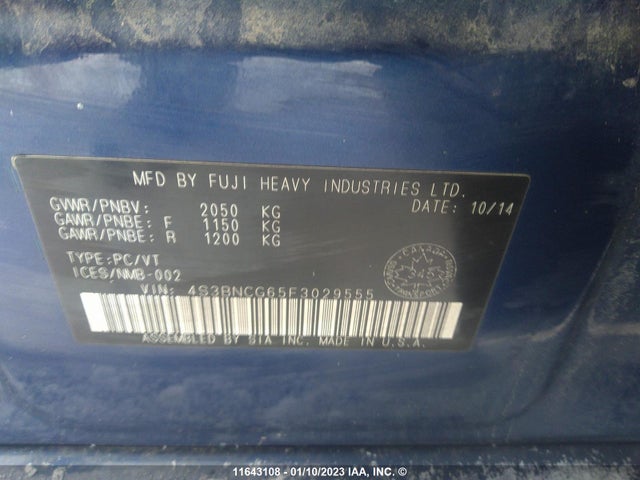 MFD BY FUJI HEAVY INDUSTRIES LTD.
GVWR/PNBV: 2050 KG DATE: 10/14
GAWR/PNBE: F 1150 KG
GAWR/PNBE: R 1200 KG
TYPE:PC/VT
ICES/NMB-002
VIN: 4S3BNCG65F3029555
ASSEMBLED BY SIA INC. MADE IN U.S.A.
11643108 - 01/10/2023 IAA, INC. ©